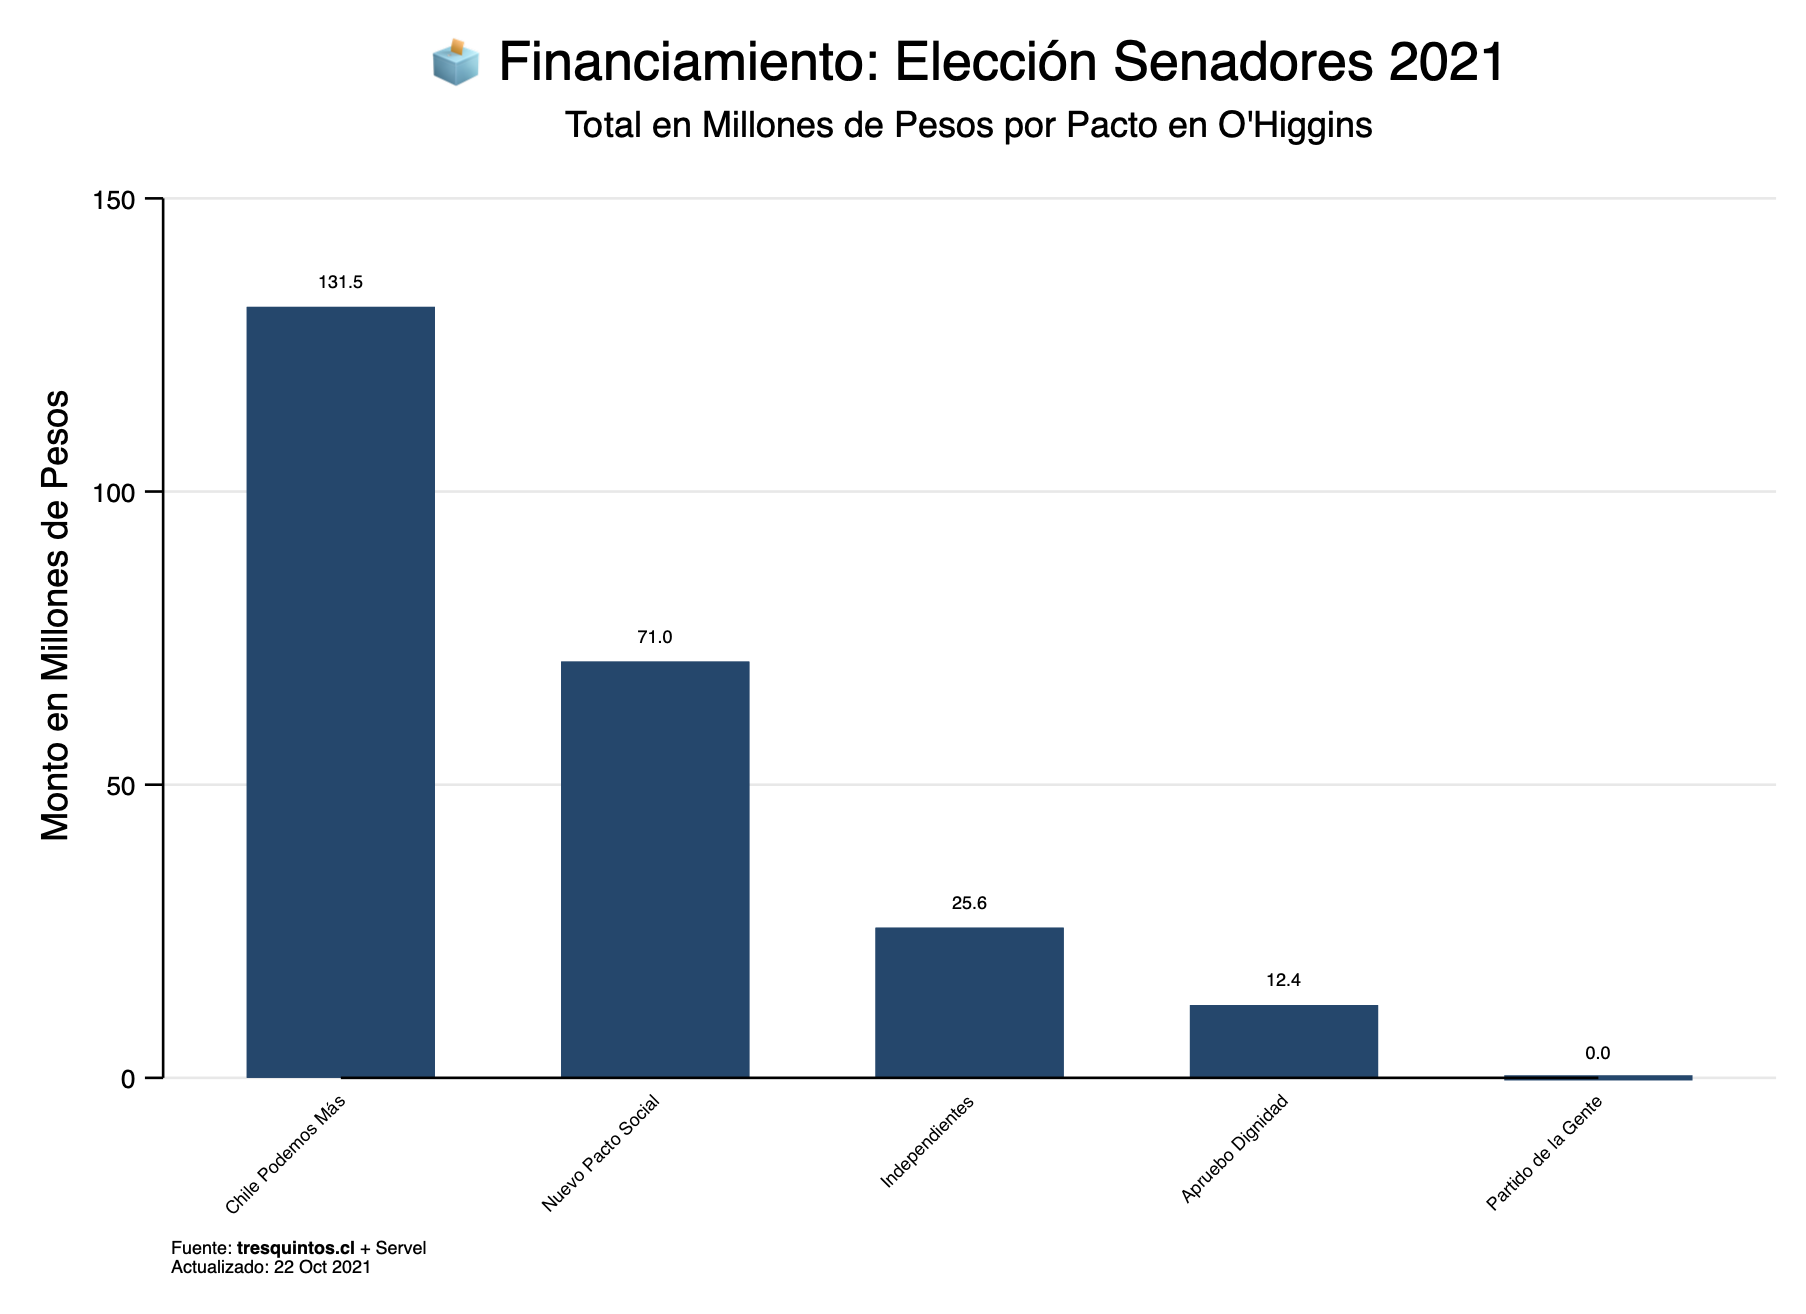 Financiamiento: Elección Senadores 2021
Total en Millones de Pesos por Pacto en O'Higgins
Monto en Millones de Pesos
150
100
50
0
131.5
71.0
25.6
12.4
0.0
Chile Podemos Más
Nuevo Pacto Social
Independientes
Apruebo Dignidad
Partido de la Gente
Fuente: tresquintos.cl + Servel
Actualizado: 22 Oct 2021